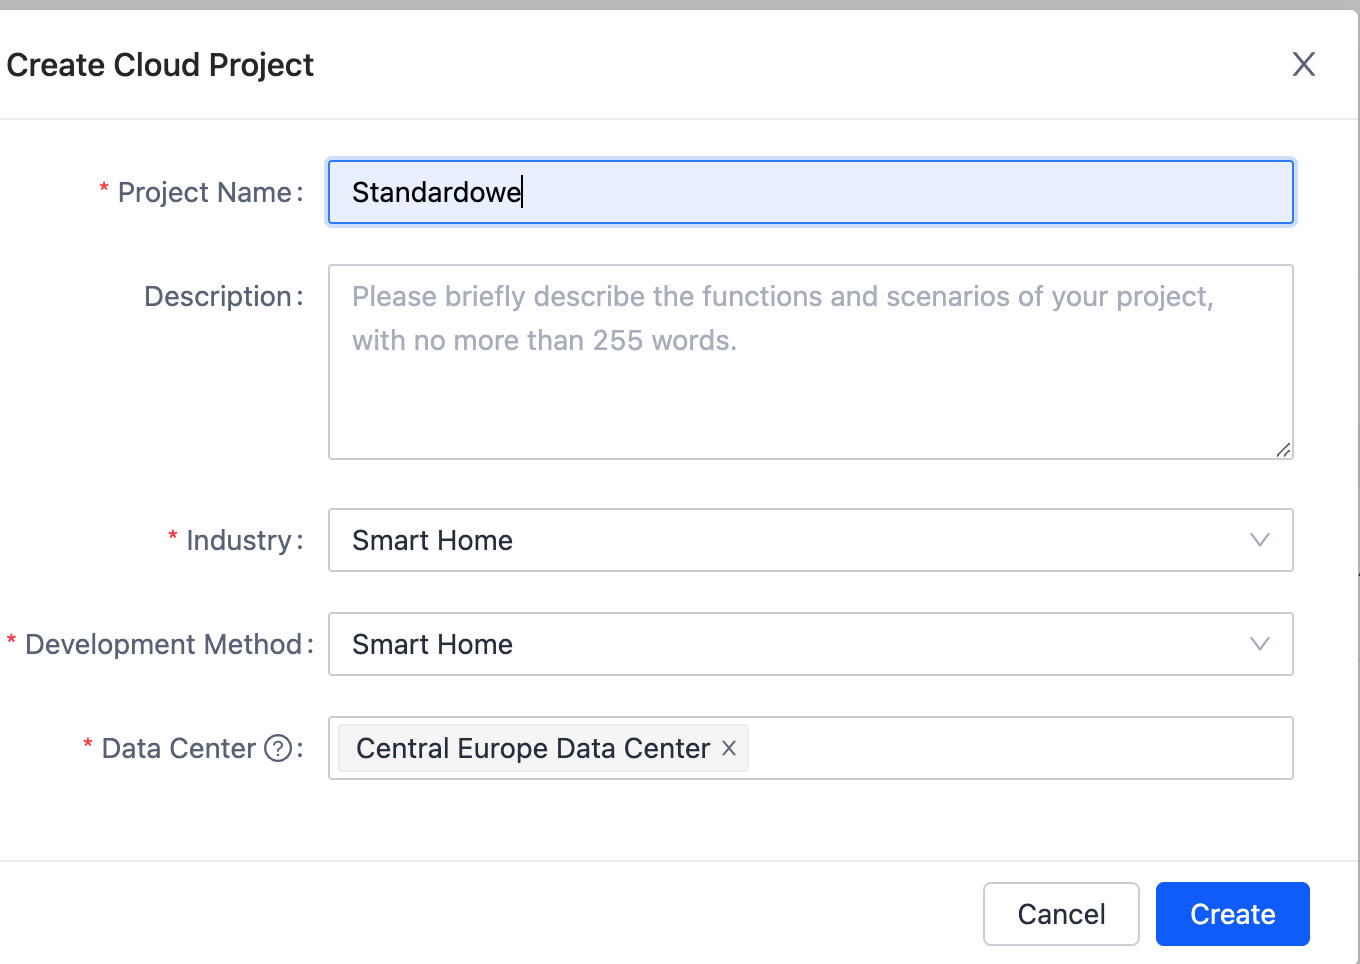 Create Cloud Project
* Project Name:
Standardowe
Description:
Please briefly describe the functions and scenarios of your project,
with no more than 255 words.
* Industry:
Smart Home
* Development Method:
Smart Home
* Data Center ?:
Central Europe Data Center
Cancel
Create